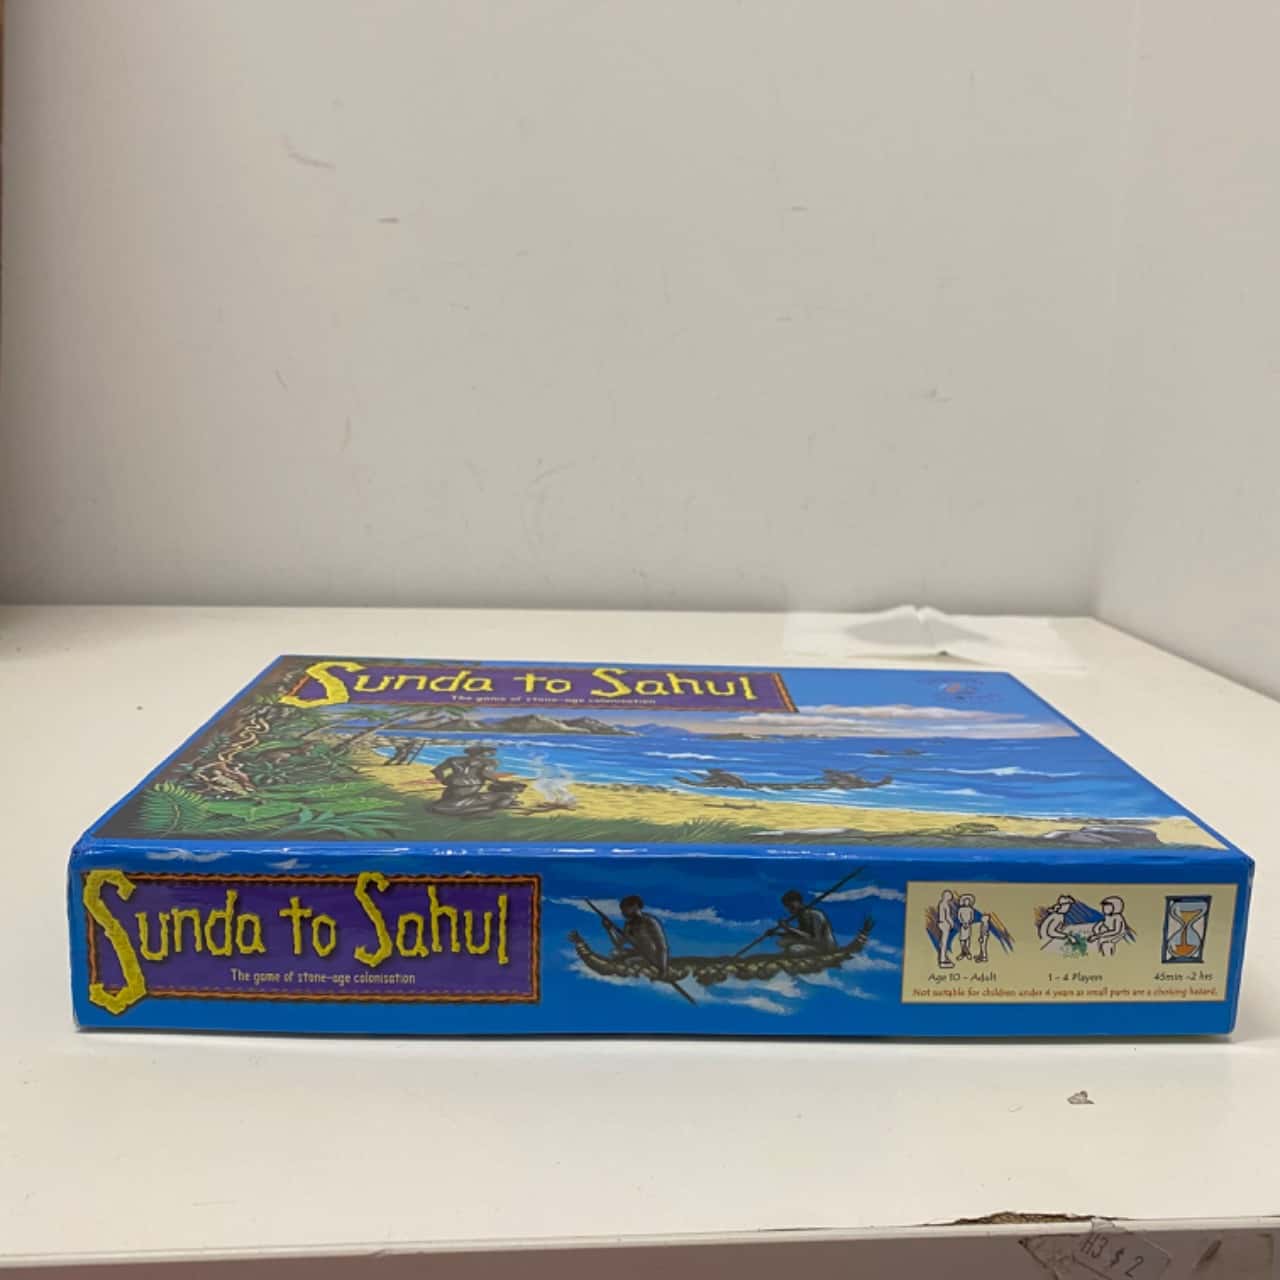 Sunda to Sahul
The game of stone-age colonisation
Sunda to Sahul
The game of stone-age colonisation
Age 10 - Adult
1 - 4 Players
45min -2 hrs
Not suitable for children under 4 years as small parts are a choking hazard.
H3 $ 2